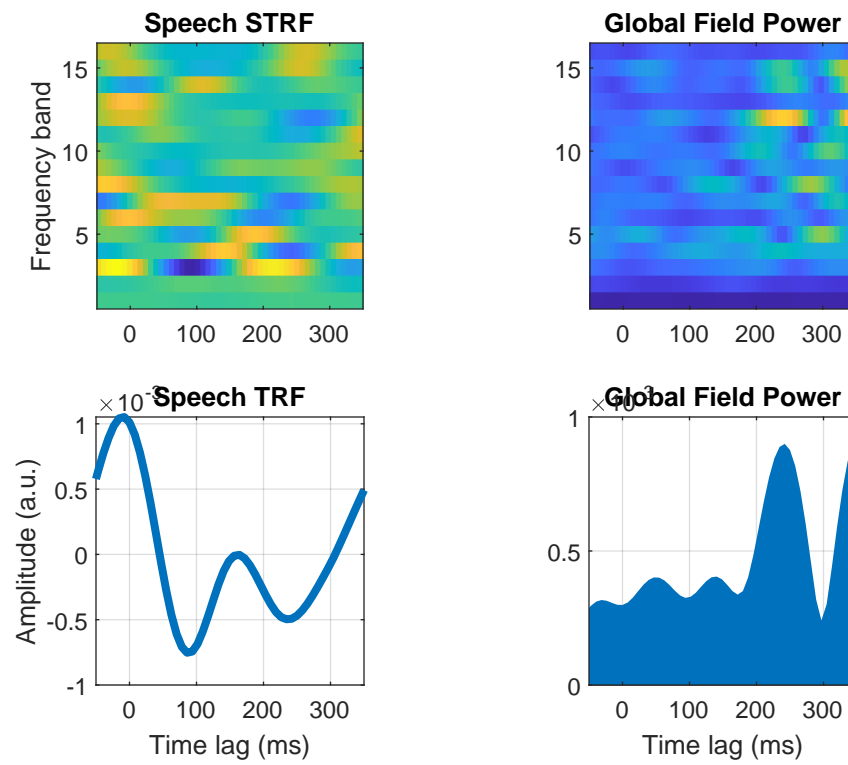 Speech STRF
Frequency band
15
10
5
0 100 200 300
Global Field Power
15
10
5
0 100 200 300
Speech TRF
×10⁻³
Amplitude (a.u.)
1
0.5
0
-0.5
-1
0 100 200 300
Time lag (ms)
Global Field Power
×10⁻³
1
0.5
0
0 100 200 300
Time lag (ms)